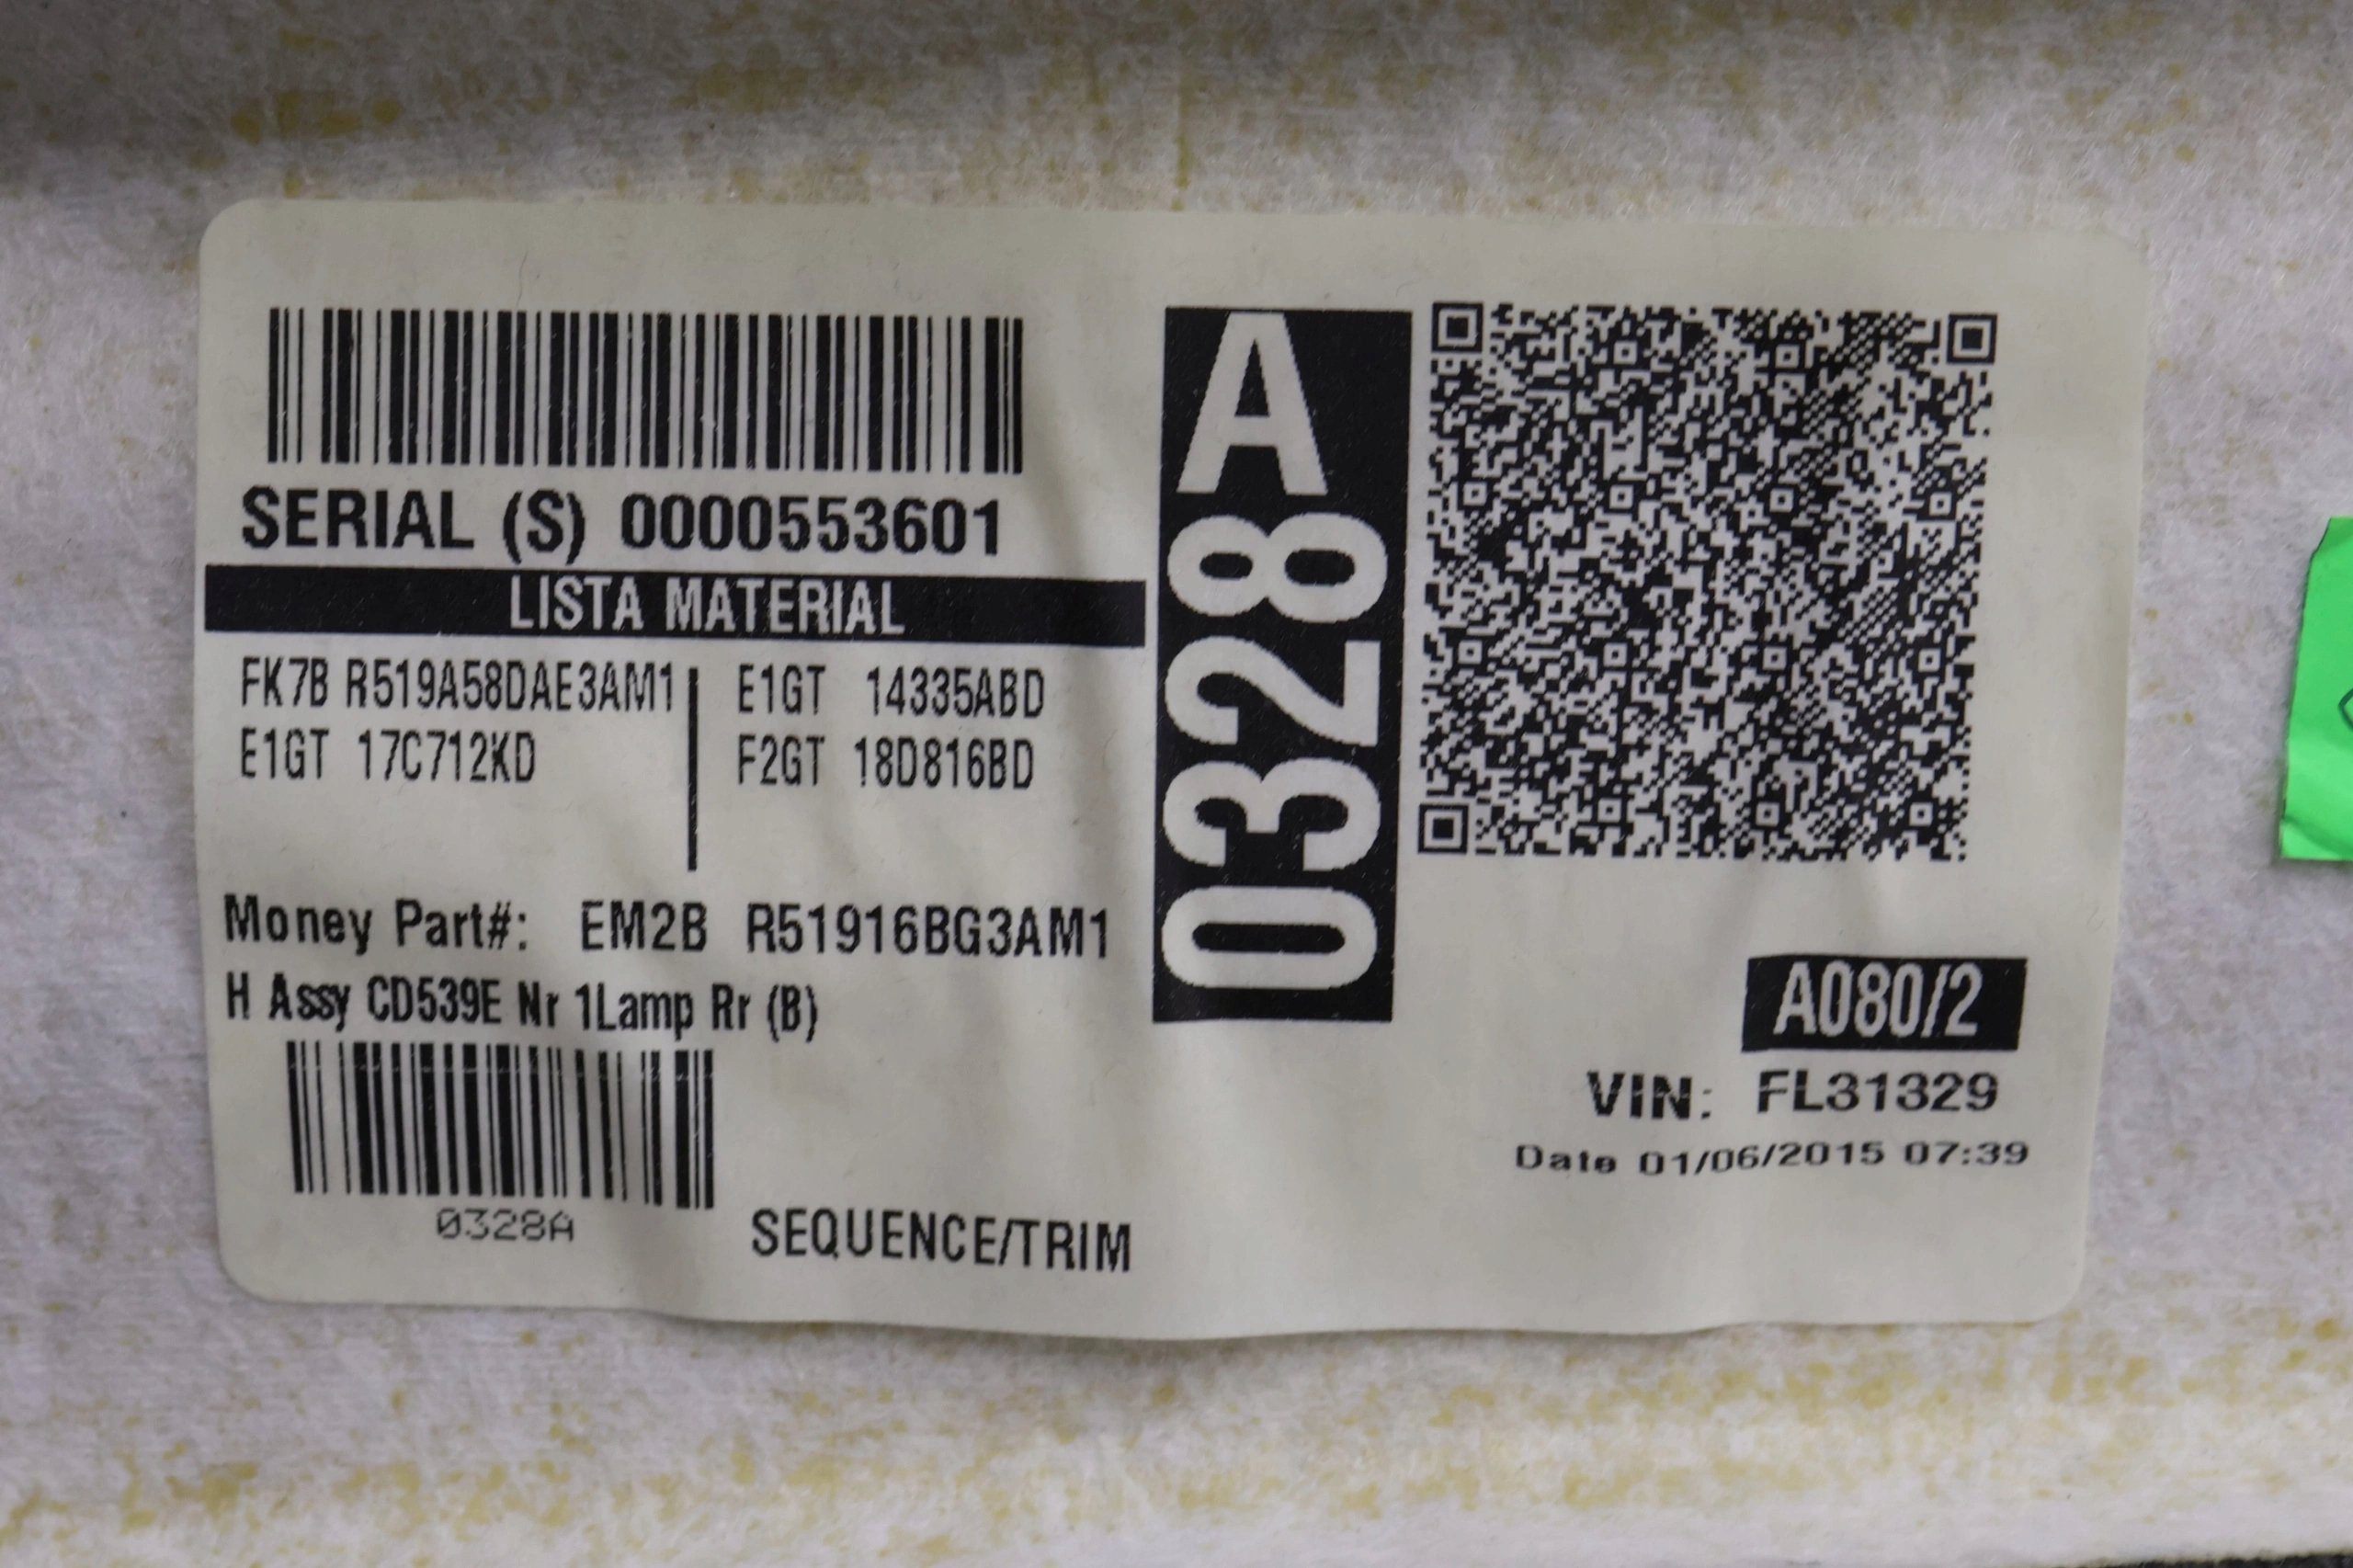 SERIAL (S) 0000553601
LISTA MATERIAL
FK7B R519A58DAE3AM1 E1GT 14335ABD
E1GT 17C712KD F2GT 18D816BD
Money Part#: EM2B R51916BG3AM1
H Assy CD539E Nr 1Lamp Rr (B)
0328A
SEQUENCE/TRIM
0328A
A080/2
VIN: FL31329
Date 01/06/2015 07:39